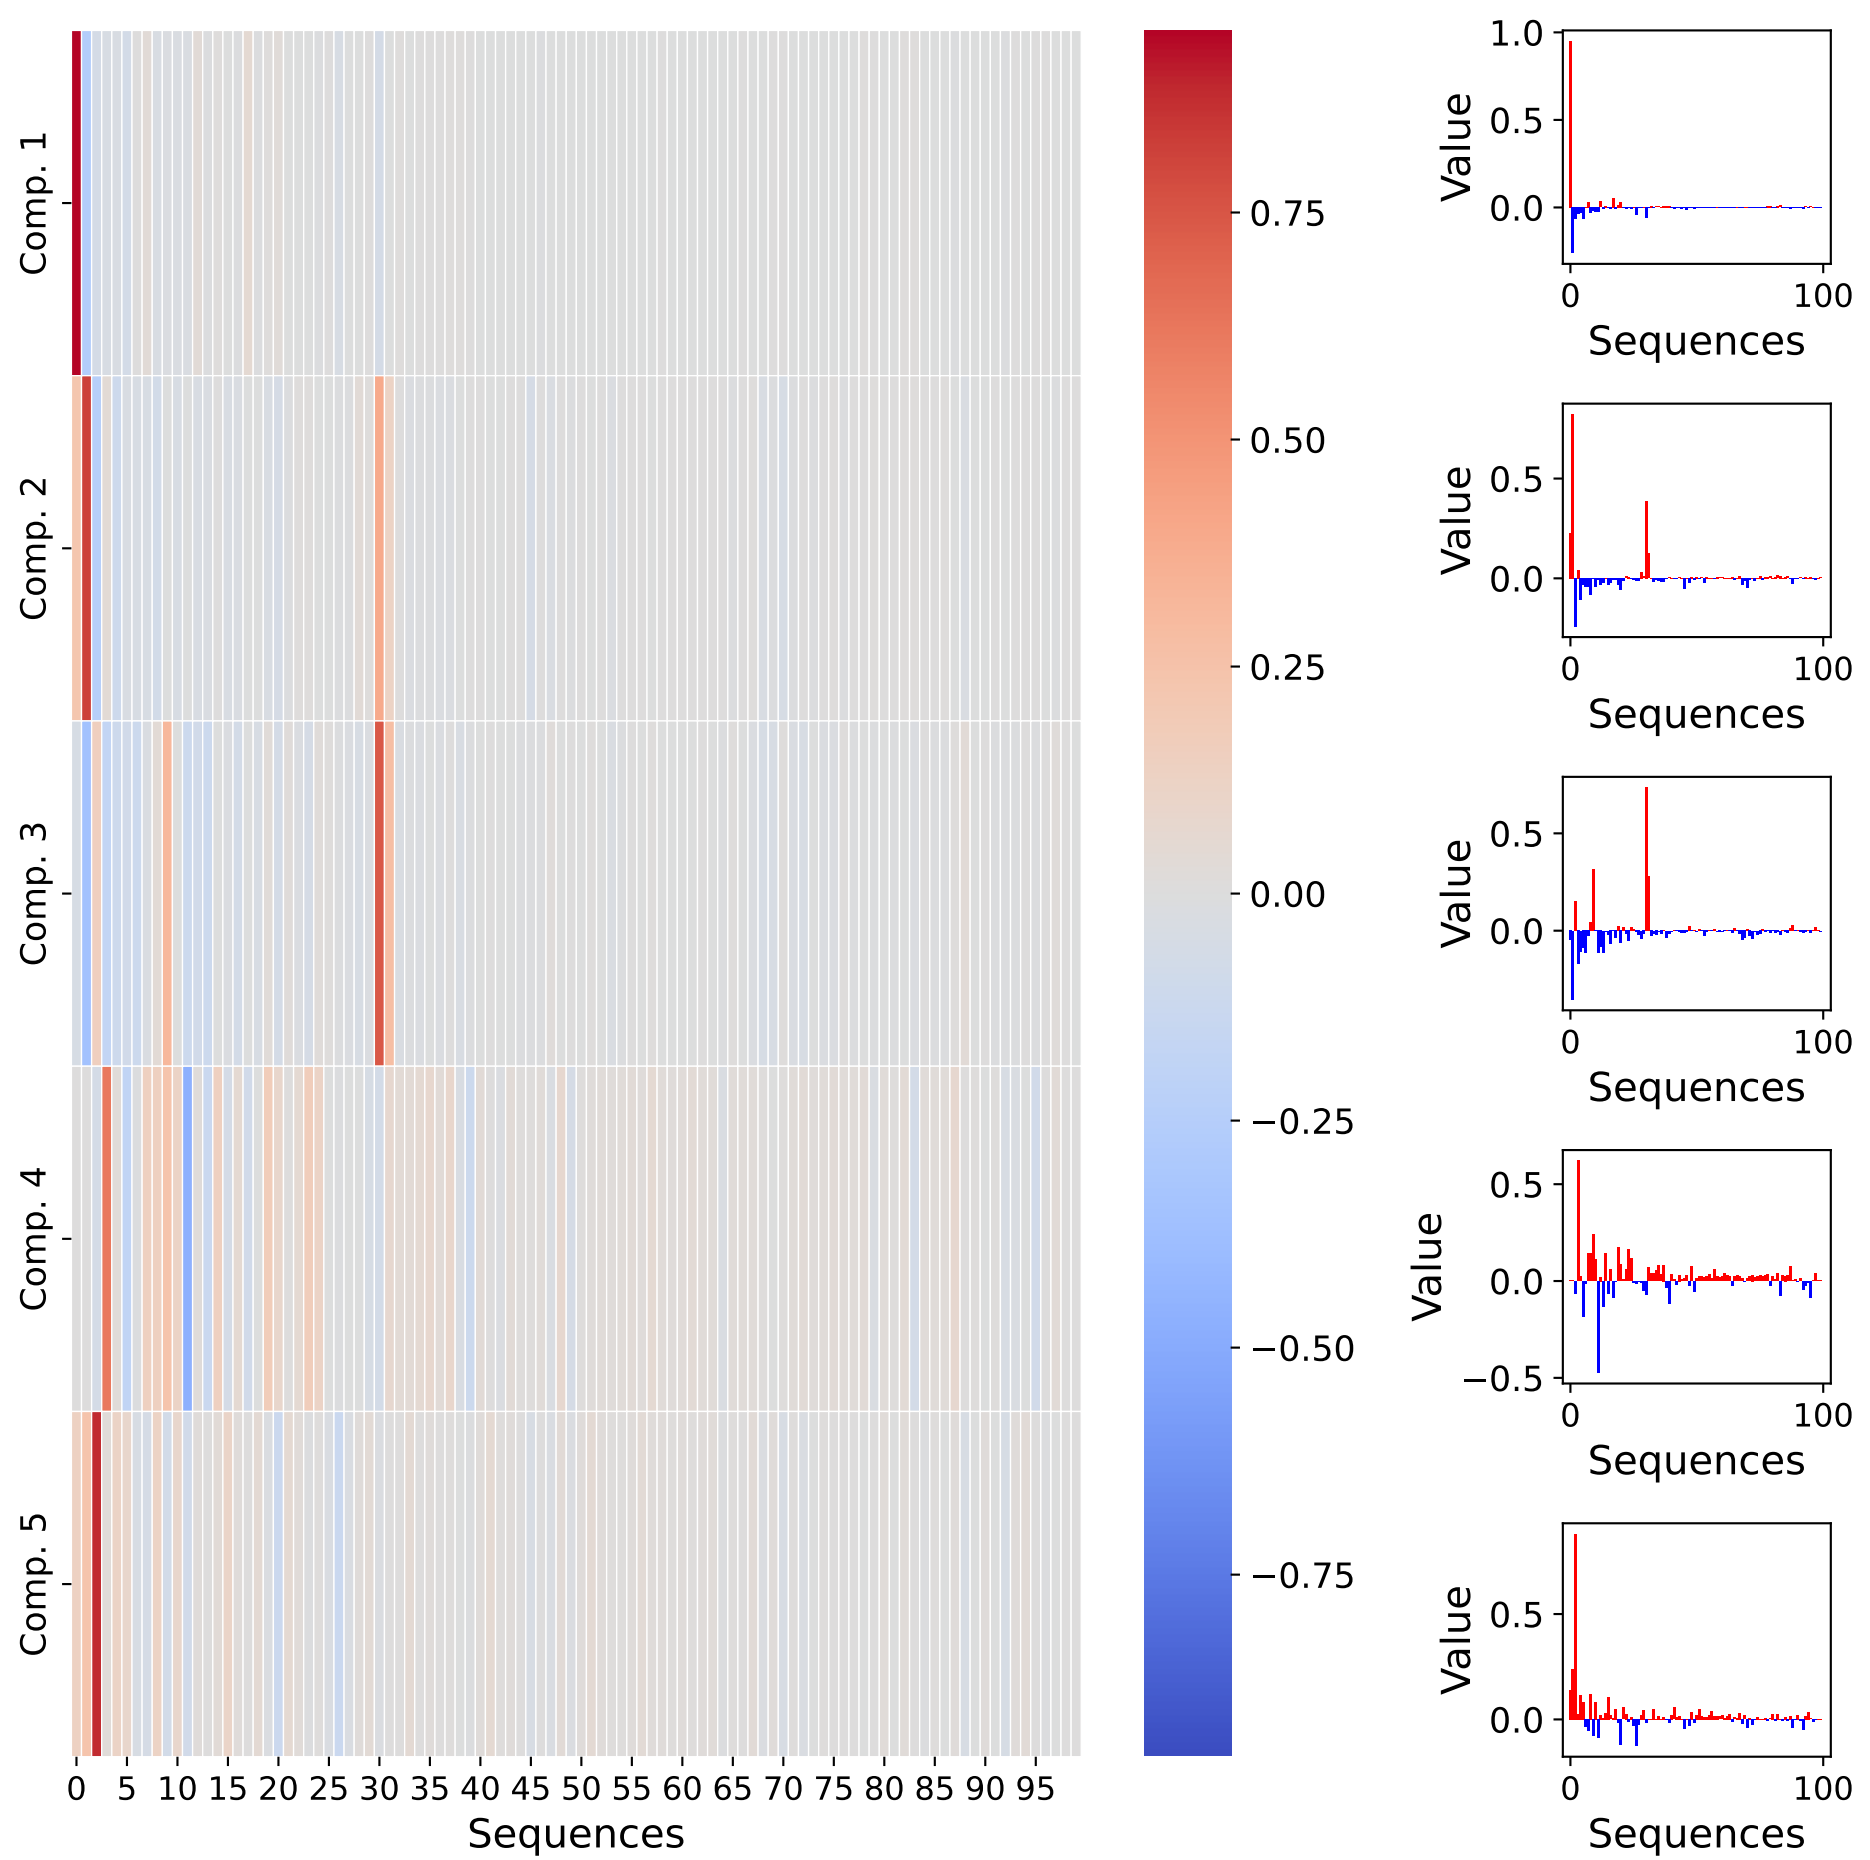 Comp. 1
Comp. 2
Comp. 3
Comp. 4
Comp. 5
0 5 10 15 20 25 30 35 40 45 50 55 60 65 70 75 80 85 90 95
Sequences
0.75
0.50
0.25
0.00
−0.25
−0.50
−0.75
1.0
0.5
0.0
Value
0 100
Sequences
0.5
0.0
Value
0 100
Sequences
0.5
0.0
Value
0 100
Sequences
0.5
0.0
−0.5
Value
0 100
Sequences
0.5
0.0
Value
0 100
Sequences